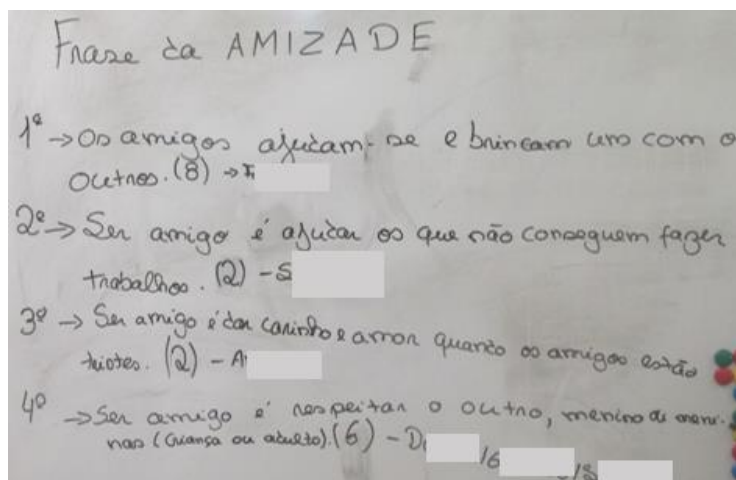 Frase da AMIZADE
1º → Os amigos ajudam-se e brincam uns com o
outros. (8) →
2º → Ser amigo é ajudar os que não conseguem fazer
trabalhos. (2) - S
3º → Ser amigo é dar carinho e amor quando os amigos estão
tristes. (2) - A
4º → Ser amigo é respeitar o outro, menino ou meni-
nas (criança ou adulto). (6) - D /G /S